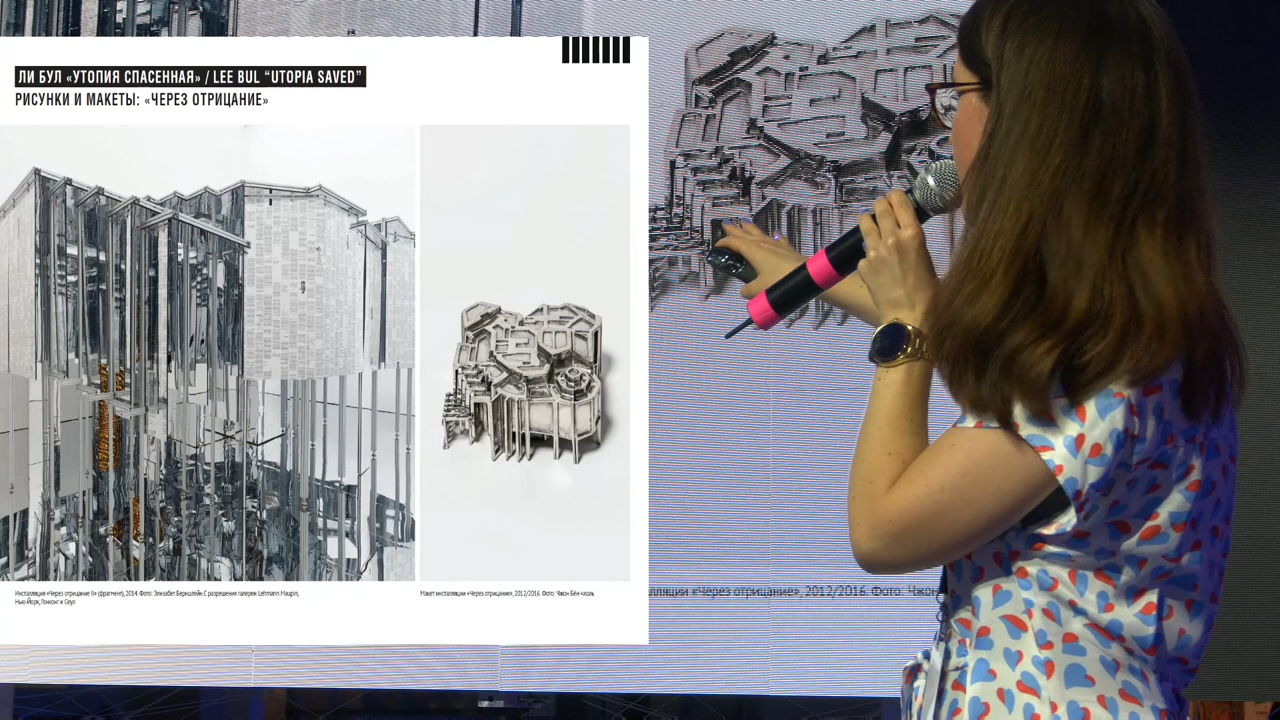 ЛИ БУЛ «УТОПИЯ СПАСЕННАЯ» / LEE BUL “UTOPIA SAVED”
РИСУНКИ И МАКЕТЫ: «ЧЕРЕЗ ОТРИЦАНИЕ»
Инсталляция «Через отрицание II» (фрагмент), 2014. Фото: Элизабет Бернштейн.С разрешения галереи Lehmann Maupin,
Нью-Йорк, Гонконг и Сеул
Макет инсталляции «Через отрицание», 2012/2016. Фото: Чжон Бён-чхоль
лляции «Через отрицание», 2012/2016. Фото: Чжон